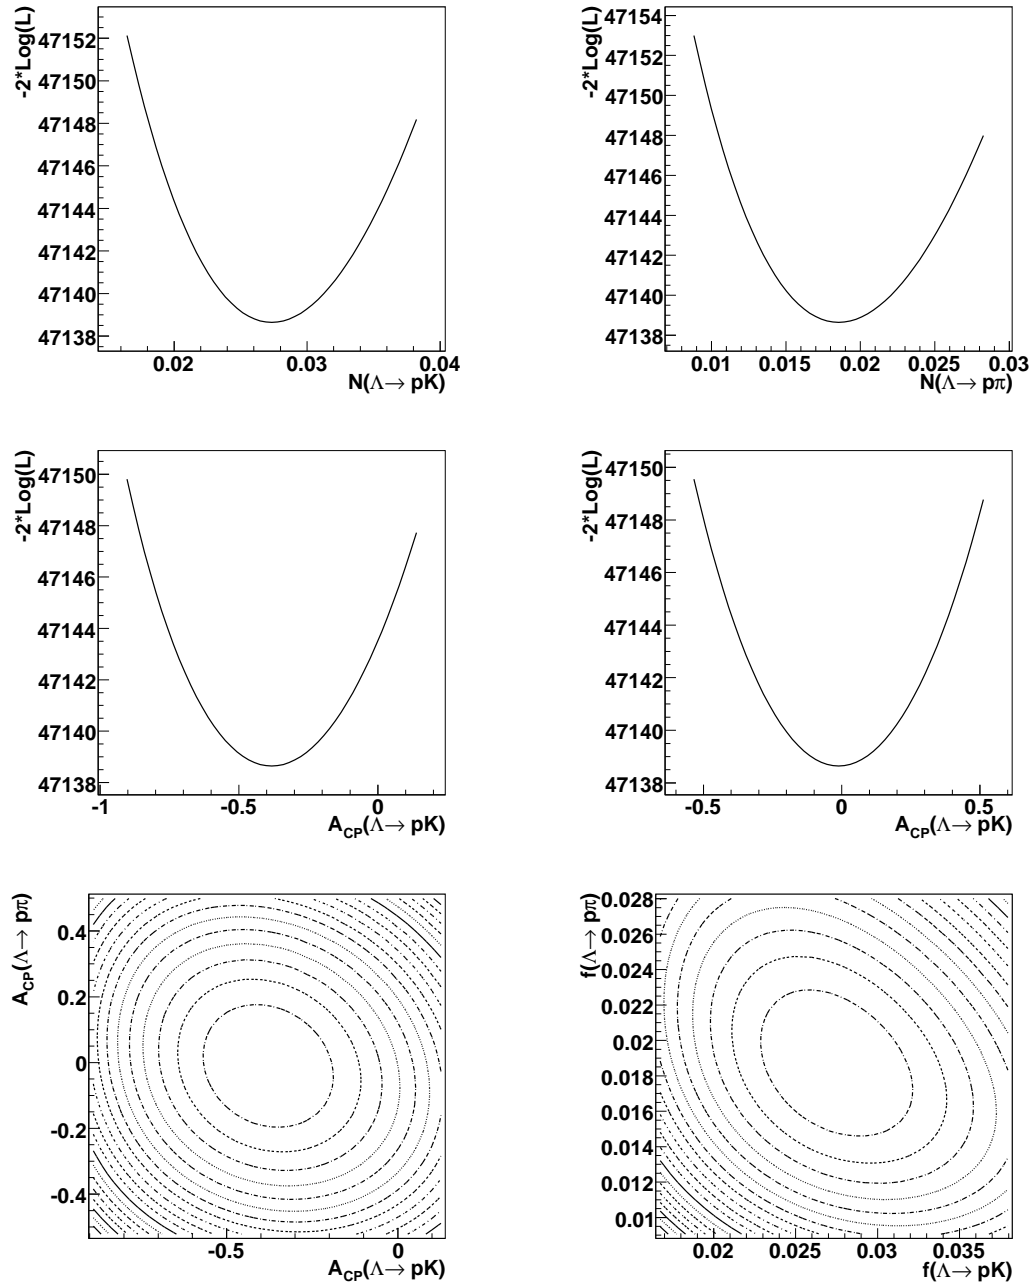 -2*Log(L)
47152
47150
47148
47146
47144
47142
47140
47138
0.02 0.03 0.04
N(Λ→ pK)
-2*Log(L)
47154
47152
47150
47148
47146
47144
47142
47140
47138
0.01 0.015 0.02 0.025 0.03
N(Λ→ pπ)
-2*Log(L)
47150
47148
47146
47144
47142
47140
47138
-1 -0.5 0
A_CP(Λ→ pK)
-2*Log(L)
47150
47148
47146
47144
47142
47140
47138
-0.5 0 0.5
A_CP(Λ→ pK)
A_CP(Λ→ pπ)
0.4
0.2
0
-0.2
-0.4
-0.5 0
A_CP(Λ→ pK)
f(Λ→ pπ)
0.028
0.026
0.024
0.022
0.02
0.018
0.016
0.014
0.012
0.01
0.02 0.025 0.03 0.035
f(Λ→ pK)